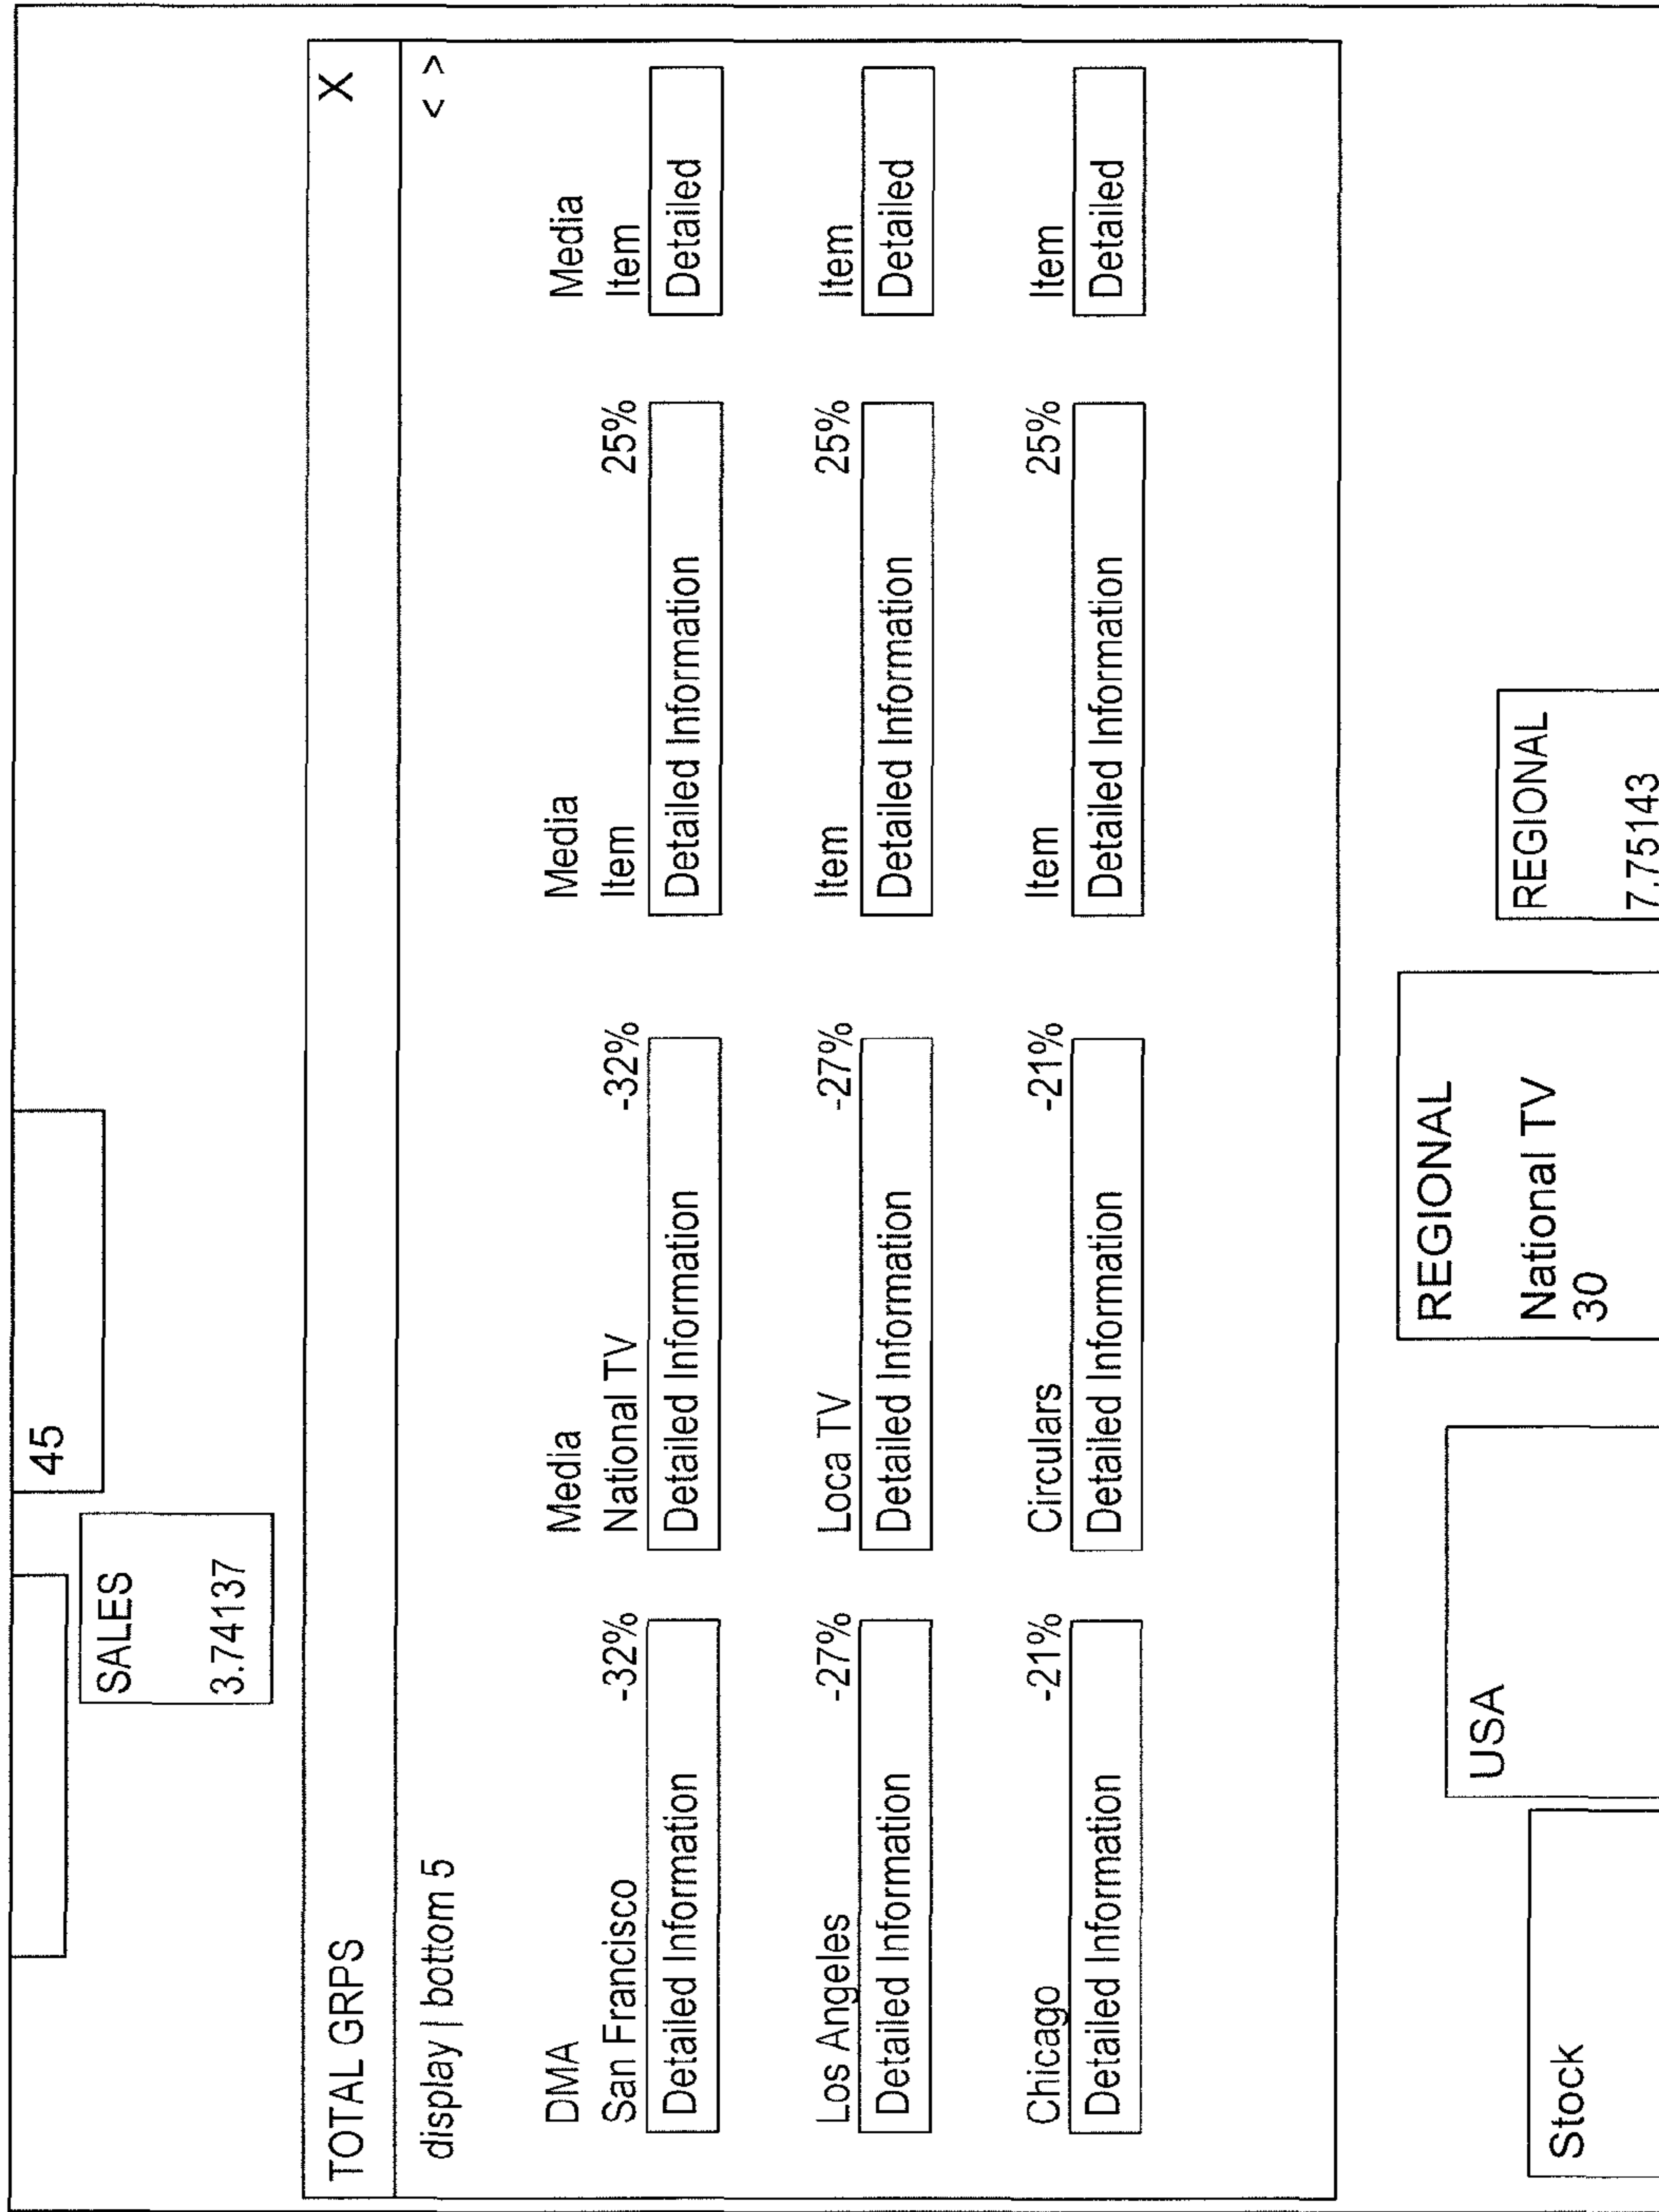 45
SALES
3.74137
TOTAL GRPS X
display | bottom 5 < >
DMA Media Media Media
San Francisco -32% National TV -32% Item 25% Item
Detailed Information Detailed Information Detailed Information Detailed
Los Angeles -27% Loca TV -27% Item 25% Item
Detailed Information Detailed Information Detailed Information Detailed
Chicago -21% Circulars -21% Item 25% Item
Detailed Information Detailed Information Detailed Information Detailed
REGIONAL
USA
REGIONAL
National TV
30
Stock
7.75143